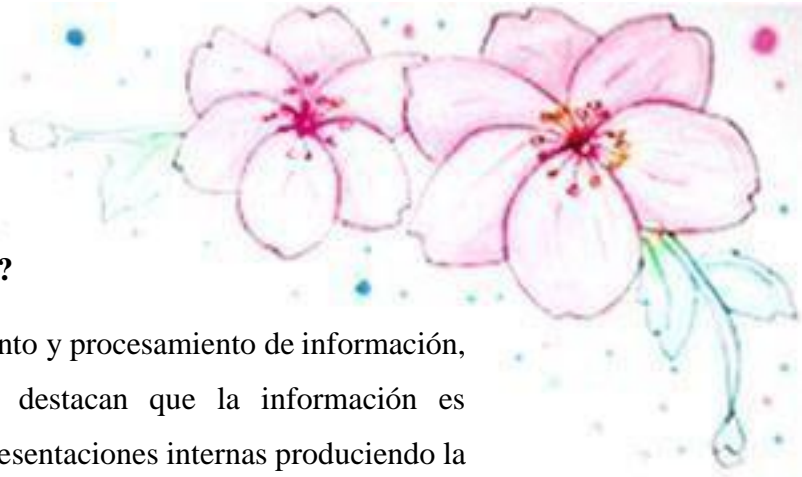 ?
nto y procesamiento de información,
destacan que la información es
esentaciones internas produciendo la